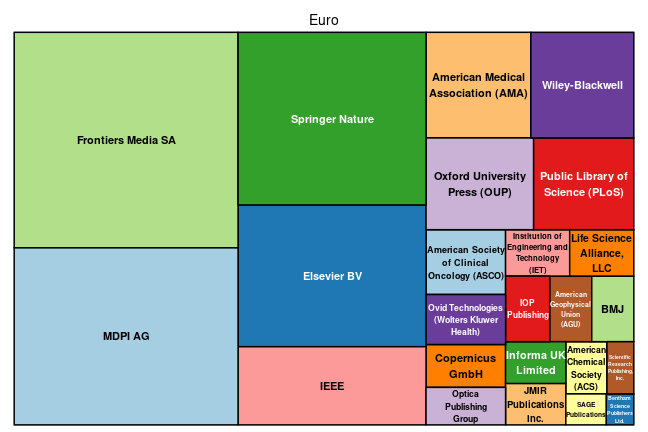 Euro
Frontiers Media SA
MDPI AG
Springer Nature
Elsevier BV
IEEE
American Medical
Association (AMA)
Wiley-Blackwell
Oxford University
Press (OUP)
Public Library of
Science (PLoS)
American Society
of Clinical
Oncology (ASCO)
Ovid Technologies
(Wolters Kluwer
Health)
Copernicus
GmbH
Optica
Publishing
Group
Institution of
Engineering and
Technology
(IET)
Life Science
Alliance,
LLC
IOP
Publishing
American
Geophysical
Union
(AGU)
BMJ
Informa UK
Limited
JMIR
Publications
Inc.
American
Chemical
Society
(ACS)
Scientific
Research
Publishing,
Inc.
SAGE
Publications
Bentham
Science
Publishers
Ltd.